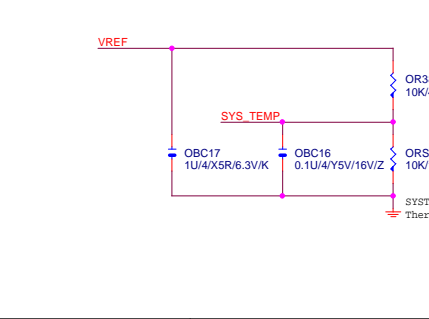 VREF
OR3
10K/
SYS_TEMP
OBC17
1U/4/X5R/6.3V/K
OBC16
0.1U/4/Y5V/16V/Z
ORS
10K/
SYST
Ther